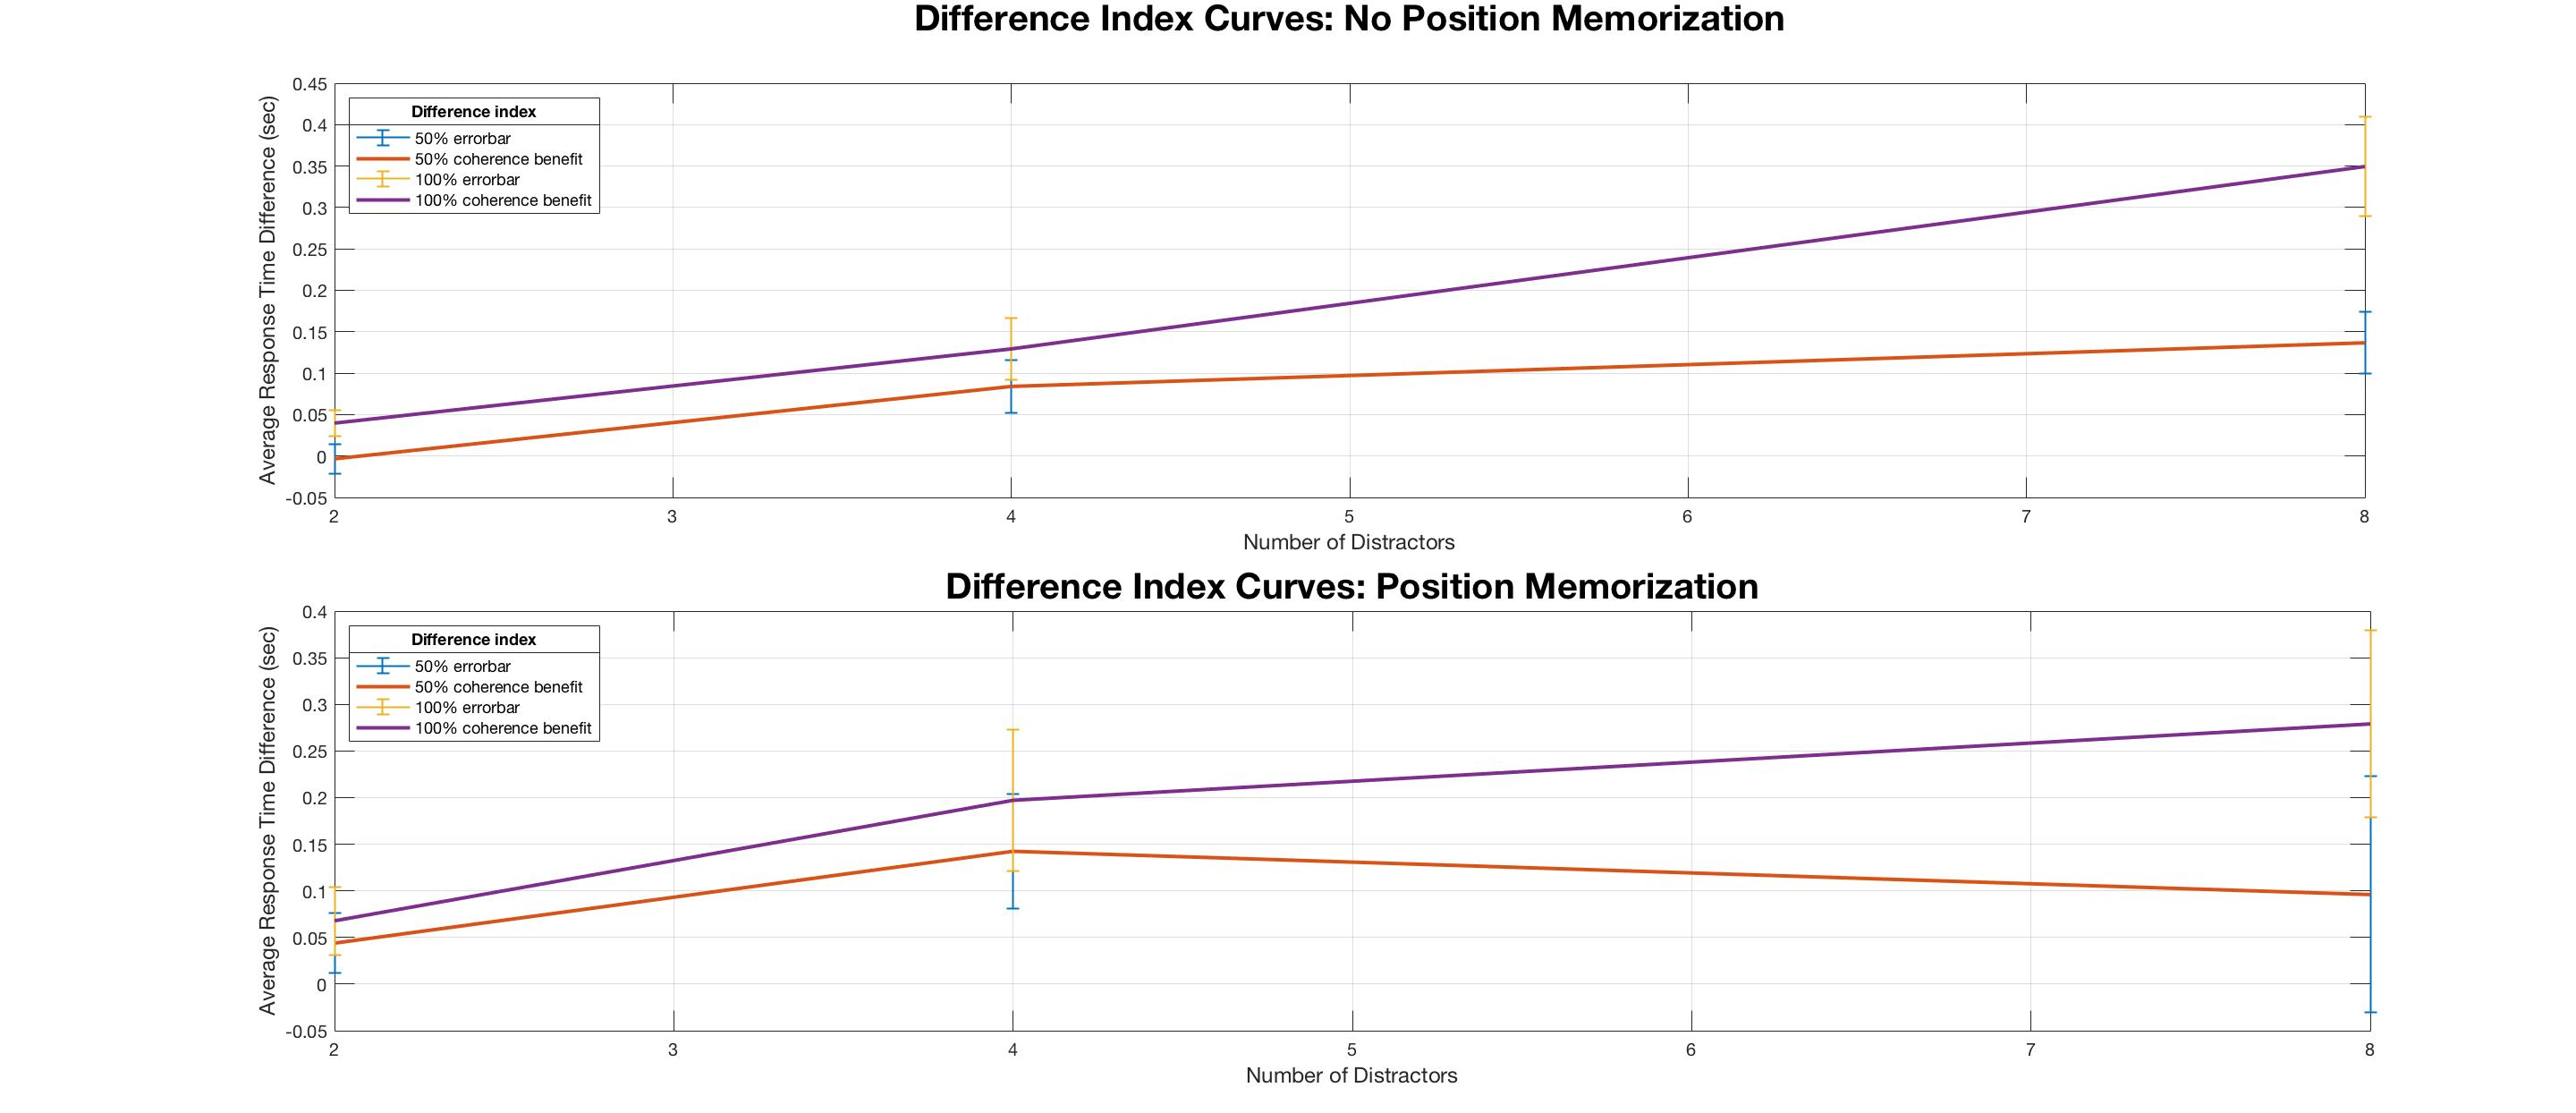 Difference Index Curves: No Position Memorization
Average Response Time Difference (sec)
0.45
0.4
0.35
0.3
0.25
0.2
0.15
0.1
0.05
0
-0.05
Difference index
50% errorbar
50% coherence benefit
100% errorbar
100% coherence benefit
2 3 4 5 6 7 8
Number of Distractors
Difference Index Curves: Position Memorization
Average Response Time Difference (sec)
0.4
0.35
0.3
0.25
0.2
0.15
0.1
0.05
0
-0.05
Difference index
50% errorbar
50% coherence benefit
100% errorbar
100% coherence benefit
2 3 4 5 6 7 8
Number of Distractors